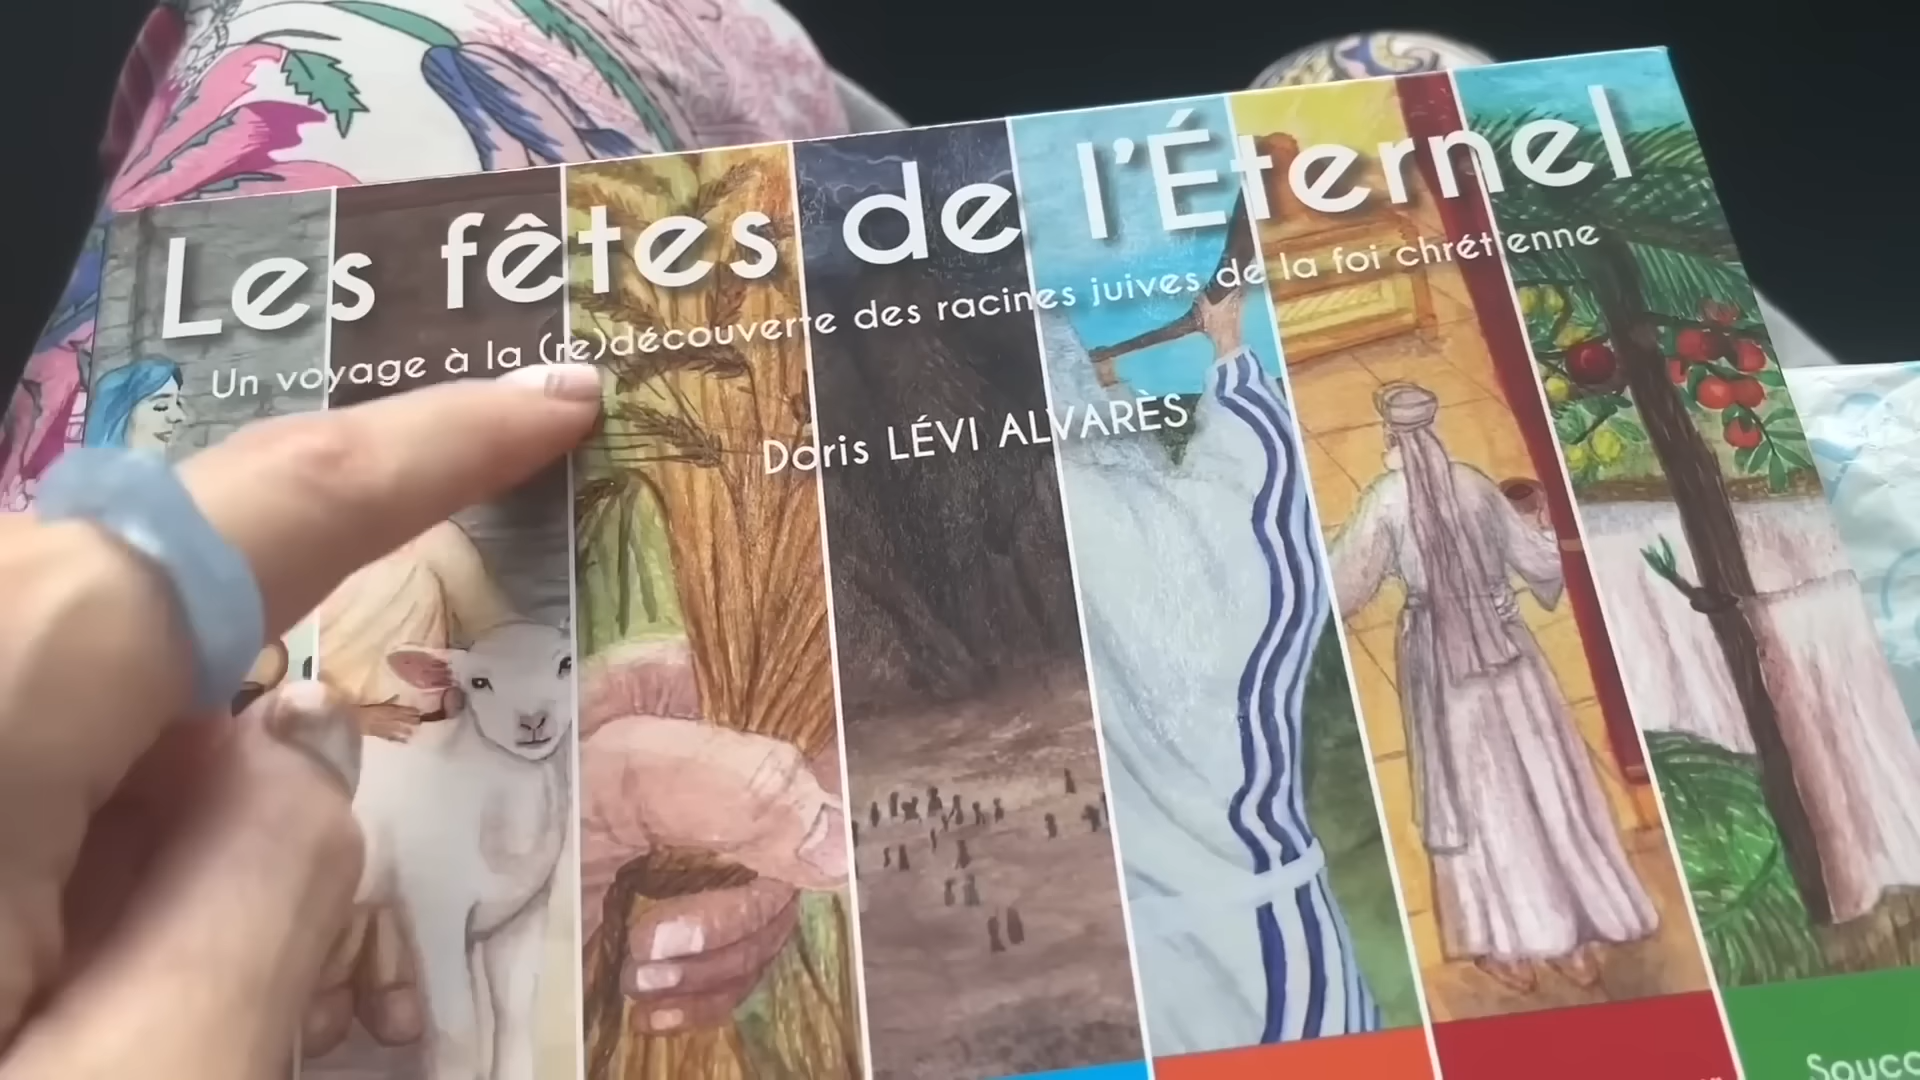 Les fêtes de l'Éternel
Un voyage à la (re)découverte des racines juives de la foi chrétienne
Doris LÉVI ALVARÈS